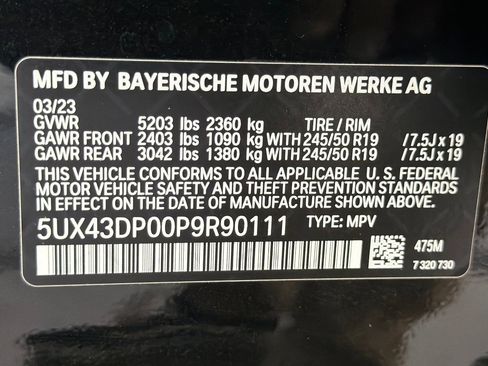 MFD BY BAYERISCHE MOTOREN WERKE AG
03/23
GVWR 5203 lbs 2360 kg TIRE / RIM
GAWR FRONT 2403 lbs 1090 kg WITH 245/50 R19 /7.5J x 19
GAWR REAR 3042 lbs 1380 kg WITH 245/50 R19 /7.5J x 19
THIS VEHICLE CONFORMS TO ALL APPLICABLE U. S. FEDERAL
MOTOR VEHICLE SAFETY, BUMPER AND THEFT PREVENTION STANDARDS
IN EFFECT ON THE DATE OF MANUFACTURE SHOWN ABOVE.
5UX43DP00P9R90111 TYPE: MPV
475M
7 320 730